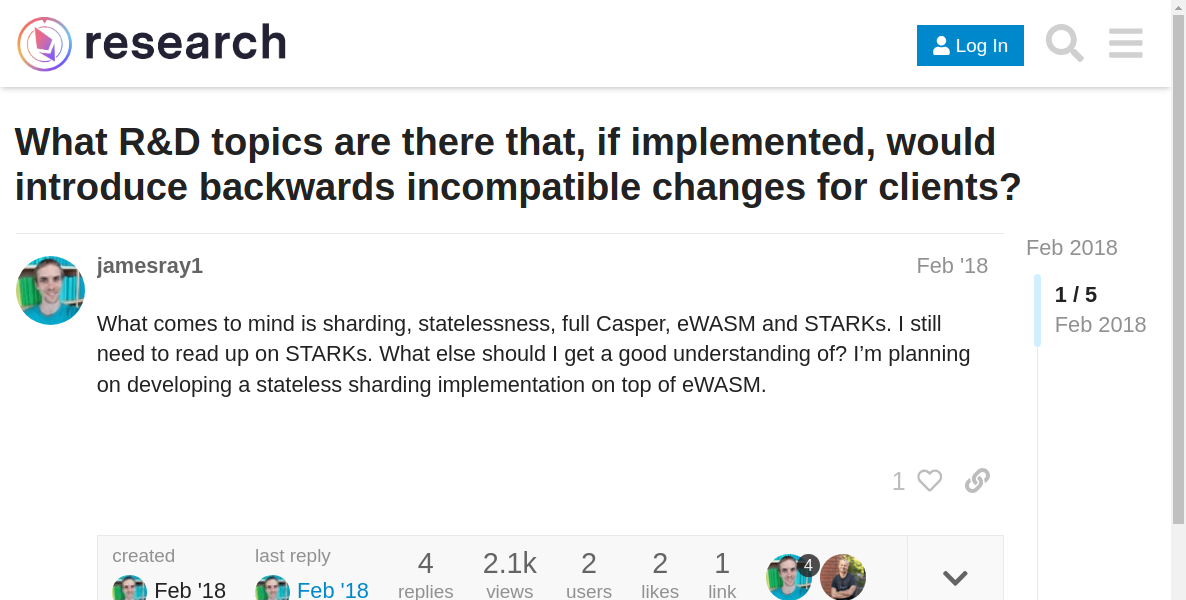 research
Log In
What R&D topics are there that, if implemented, would
introduce backwards incompatible changes for clients?
jamesray1
Feb '18
Feb 2018
1 / 5
Feb 2018
What comes to mind is sharding, statelessness, full Casper, eWASM and STARKs. I still
need to read up on STARKs. What else should I get a good understanding of? I’m planning
on developing a stateless sharding implementation on top of eWASM.
1
created
Feb '18
last reply
Feb '18
4
replies
2.1k
views
2
users
2
likes
1
link
4